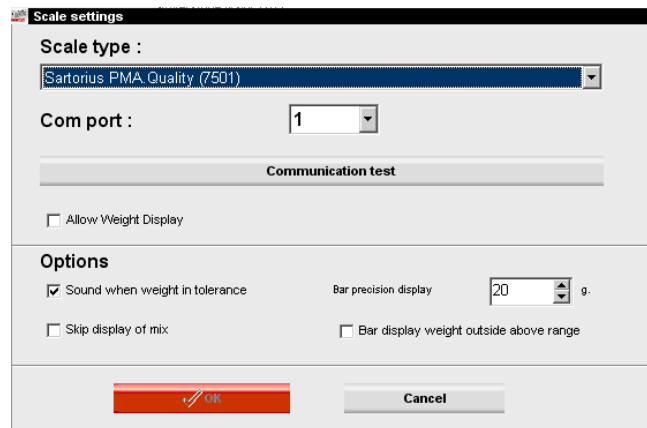 Scale settings
Scale type :
Sartorius PMA.Quality (7501)
Com port :
1
Communication test
Allow Weight Display
Options
Sound when weight in tolerance
Bar precision display
20
g.
Skip display of mix
Bar display weight outside above range
OK
Cancel